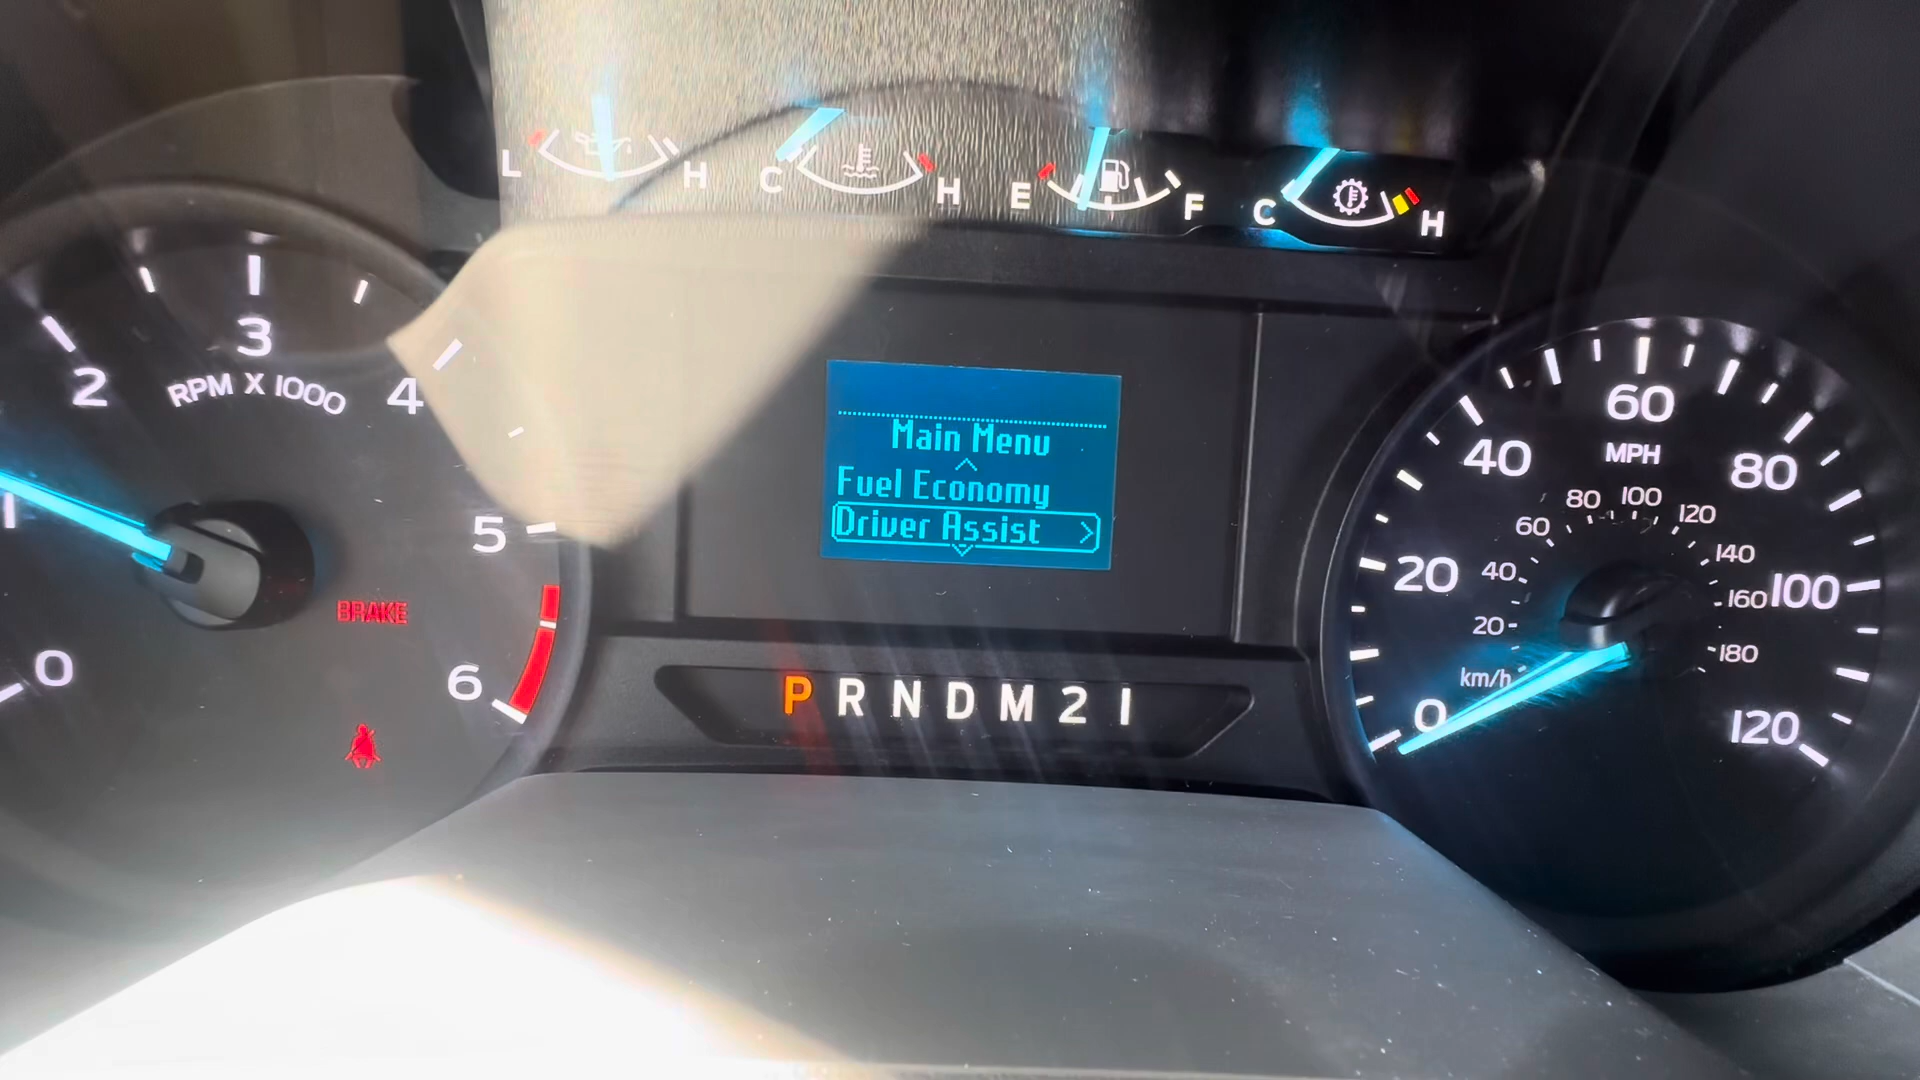 L H C H E F C H
0 1 2 3 4 5 6
RPM X 1000
BRAKE
Main Menu
Fuel Economy
Driver Assist >
P R N D M 2 1
0 20 40 60 80 100 120
MPH
20 40 60 80 100 120 140 160 180
km/h